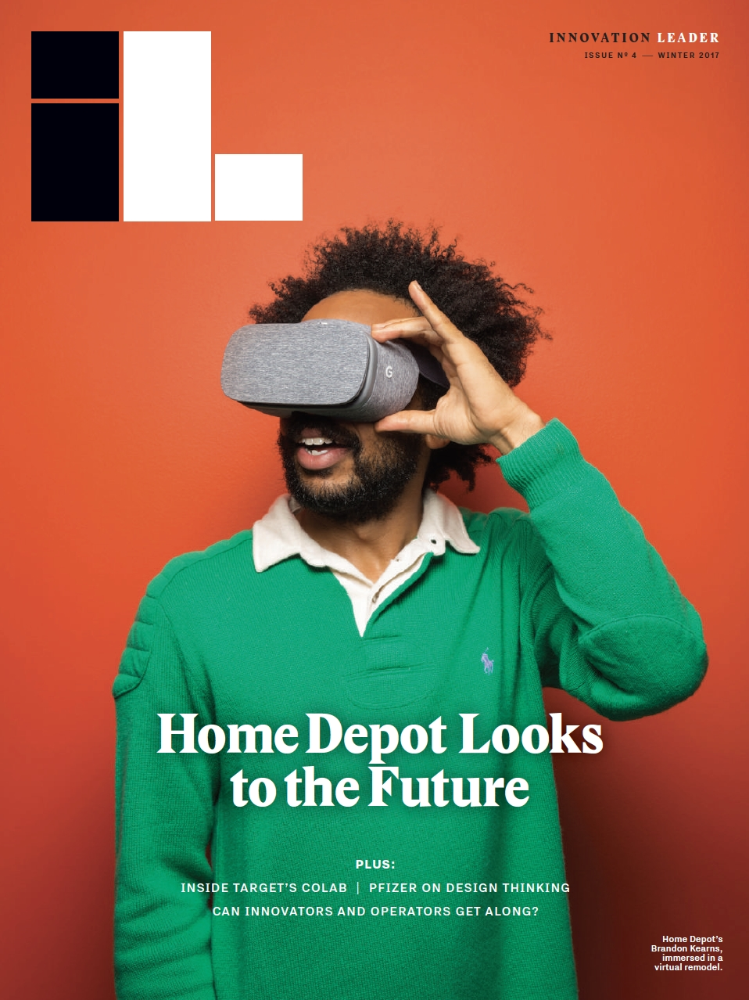 INNOVATION LEADER
ISSUE Nº 4 — WINTER 2017
G
Home Depot Looks
to the Future
PLUS:
INSIDE TARGET'S COLAB | PFIZER ON DESIGN THINKING
CAN INNOVATORS AND OPERATORS GET ALONG?
Home Depot's
Brandon Kearns,
immersed in a
virtual remodel.